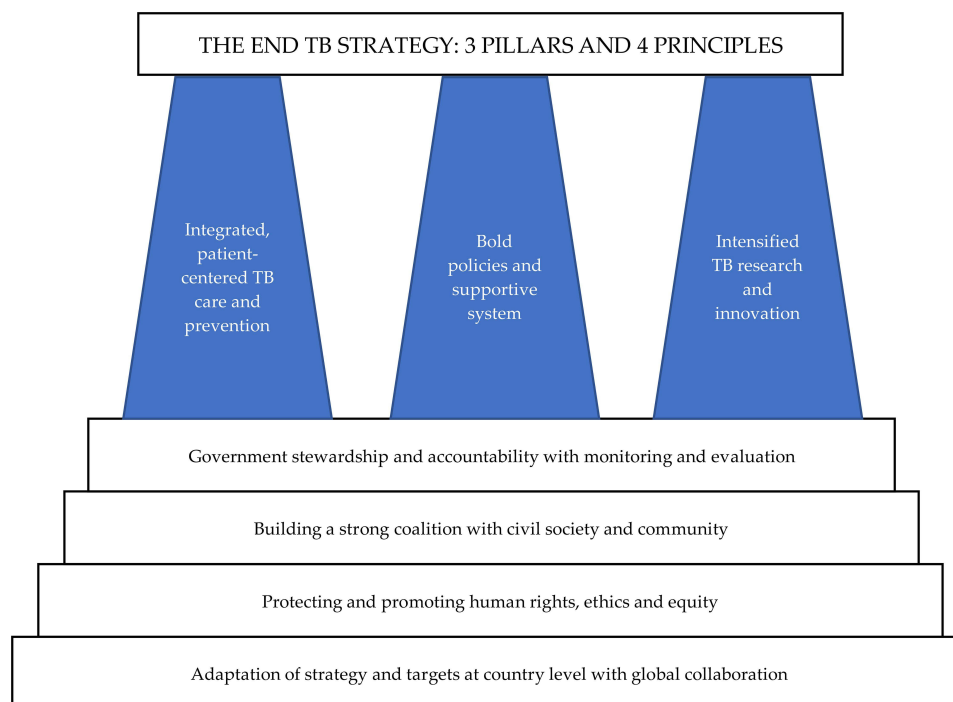 THE END TB STRATEGY: 3 PILLARS AND 4 PRINCIPLES
Integrated,
patient-
centered TB
care and
prevention
Bold
policies and
supportive
system
Intensified
TB research
and
innovation
Government stewardship and accountability with monitoring and evaluation
Building a strong coalition with civil society and community
Protecting and promoting human rights, ethics and equity
Adaptation of strategy and targets at country level with global collaboration